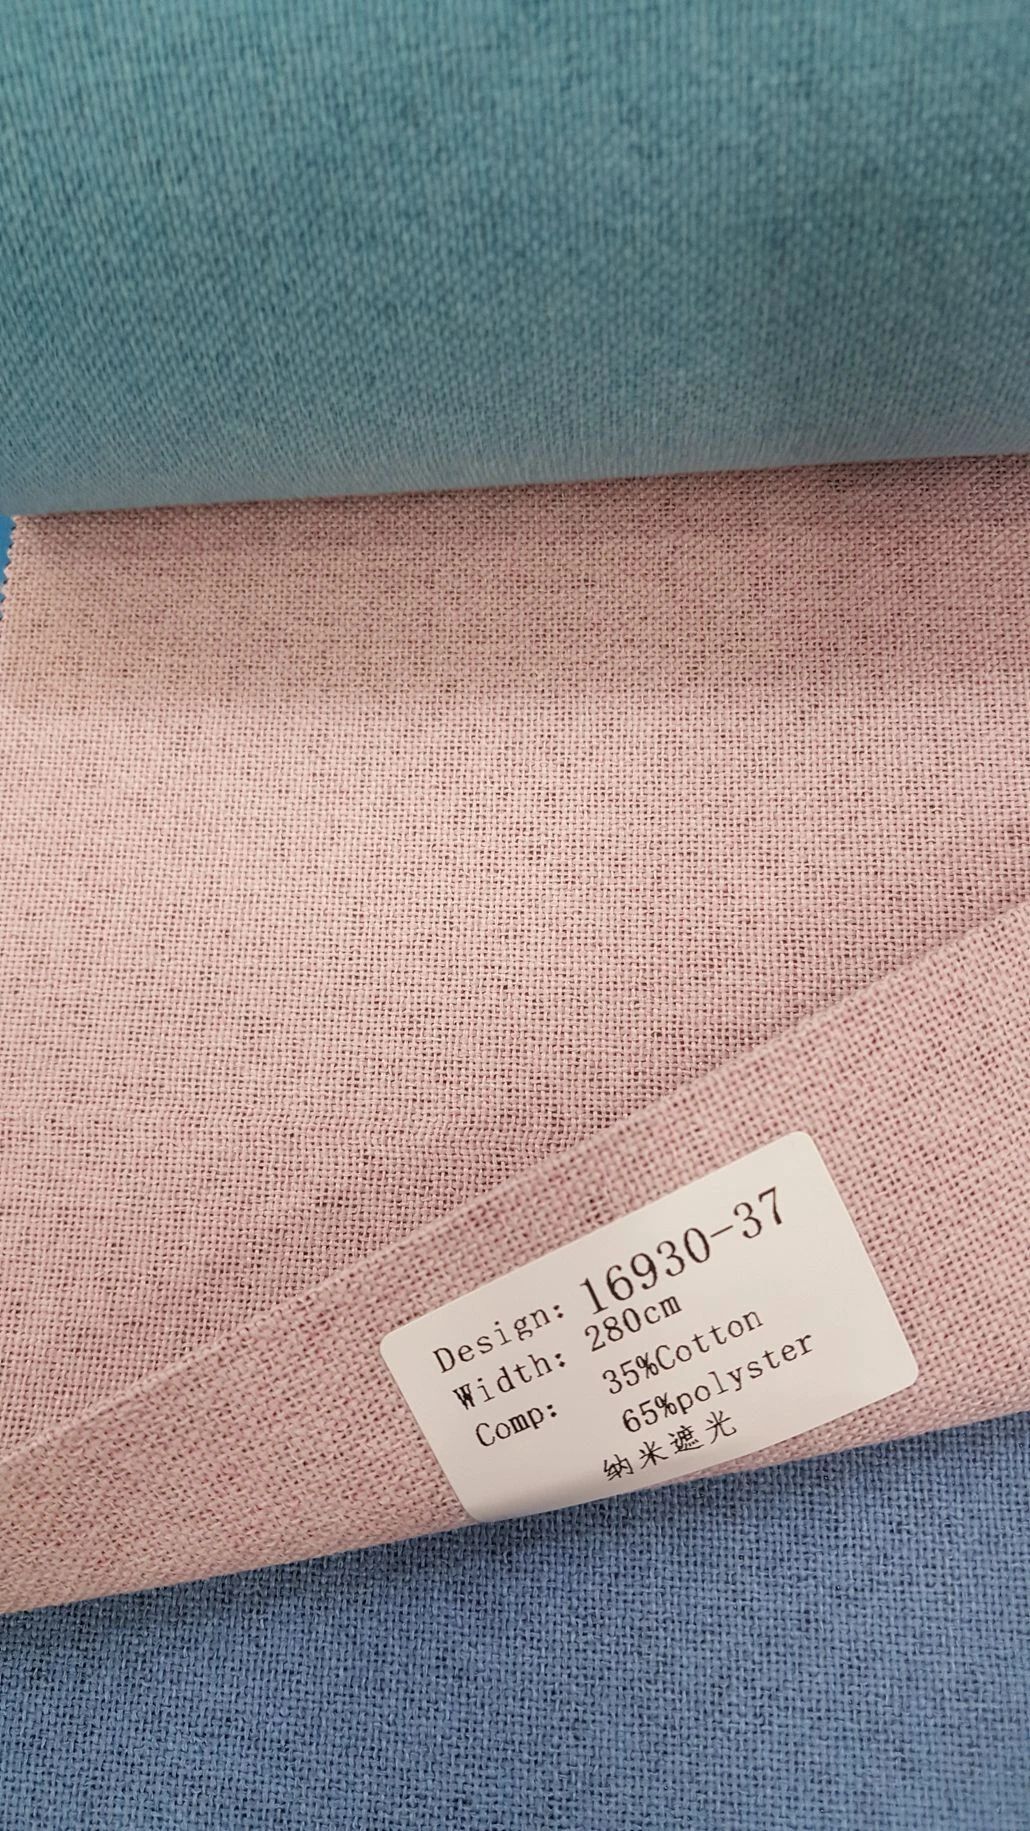 Design: 16930-37
Width: 280cm
Comp: 35%Cotton
65%polyster
纳米遮光